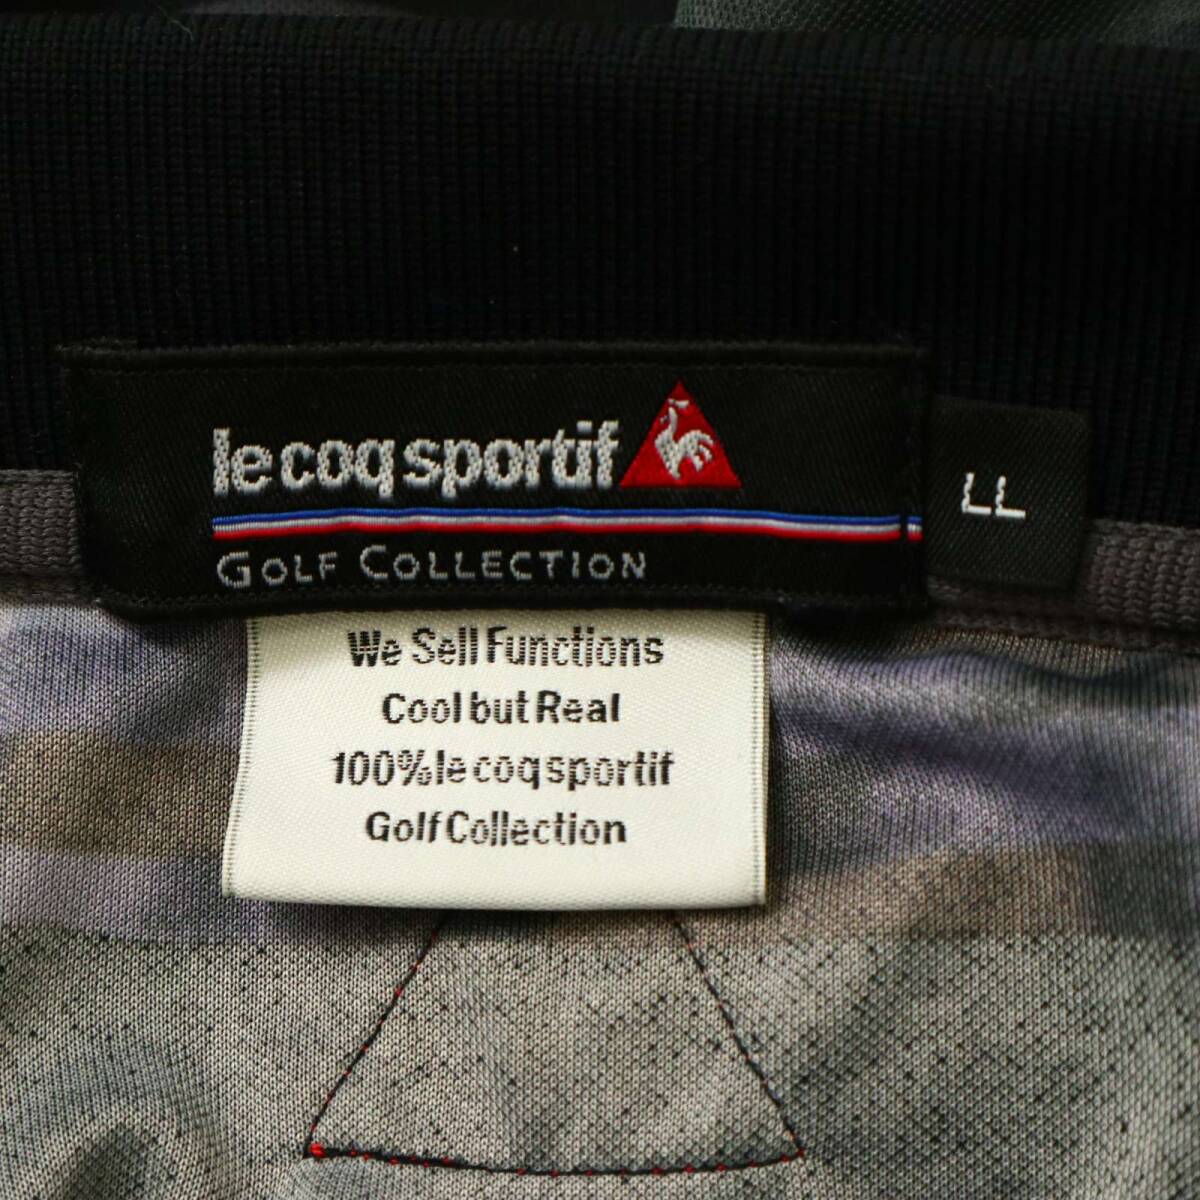 le coq sportif
GOLF COLLECTION
LL
We Sell Functions
Cool but Real
100% le coq sportif
Golf Collection